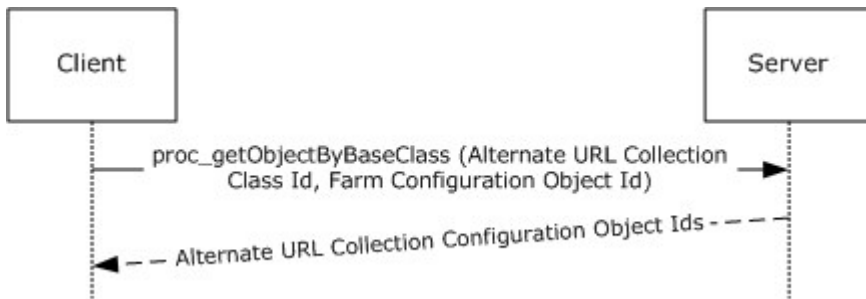 Client
Server
proc_getObjectByBaseClass (Alternate URL Collection
Class Id, Farm Configuration Object Id)
Alternate URL Collection Configuration Object Ids